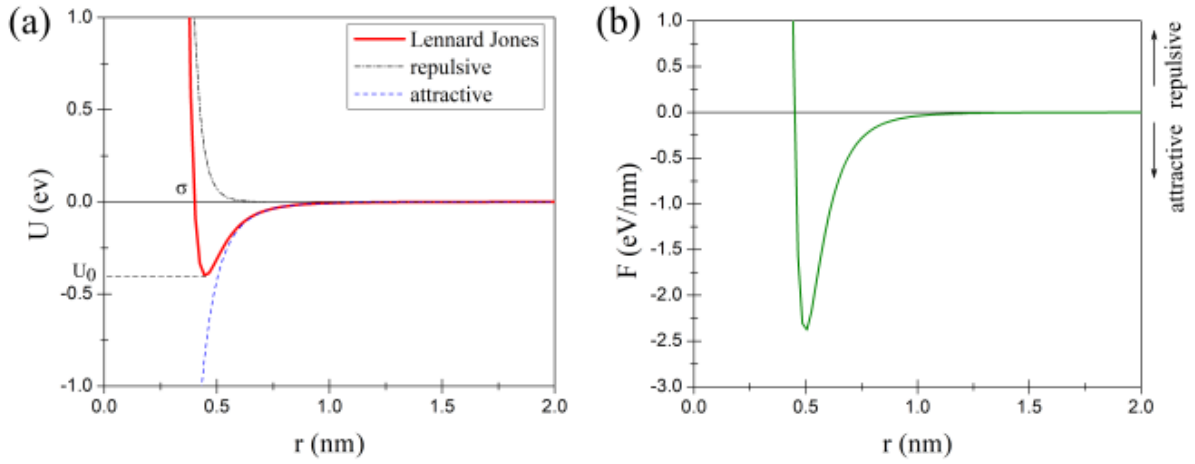 (a)
U (ev)
1.0
0.5
0.0
-0.5
-1.0
σ
U0
Lennard Jones
repulsive
attractive
0.0 0.5 1.0 1.5 2.0
r (nm)
(b)
F (eV/nm)
1.0
0.5
0.0
-0.5
-1.0
-1.5
-2.0
-2.5
-3.0
0.0 0.5 1.0 1.5 2.0
r (nm)
attractive repulsive